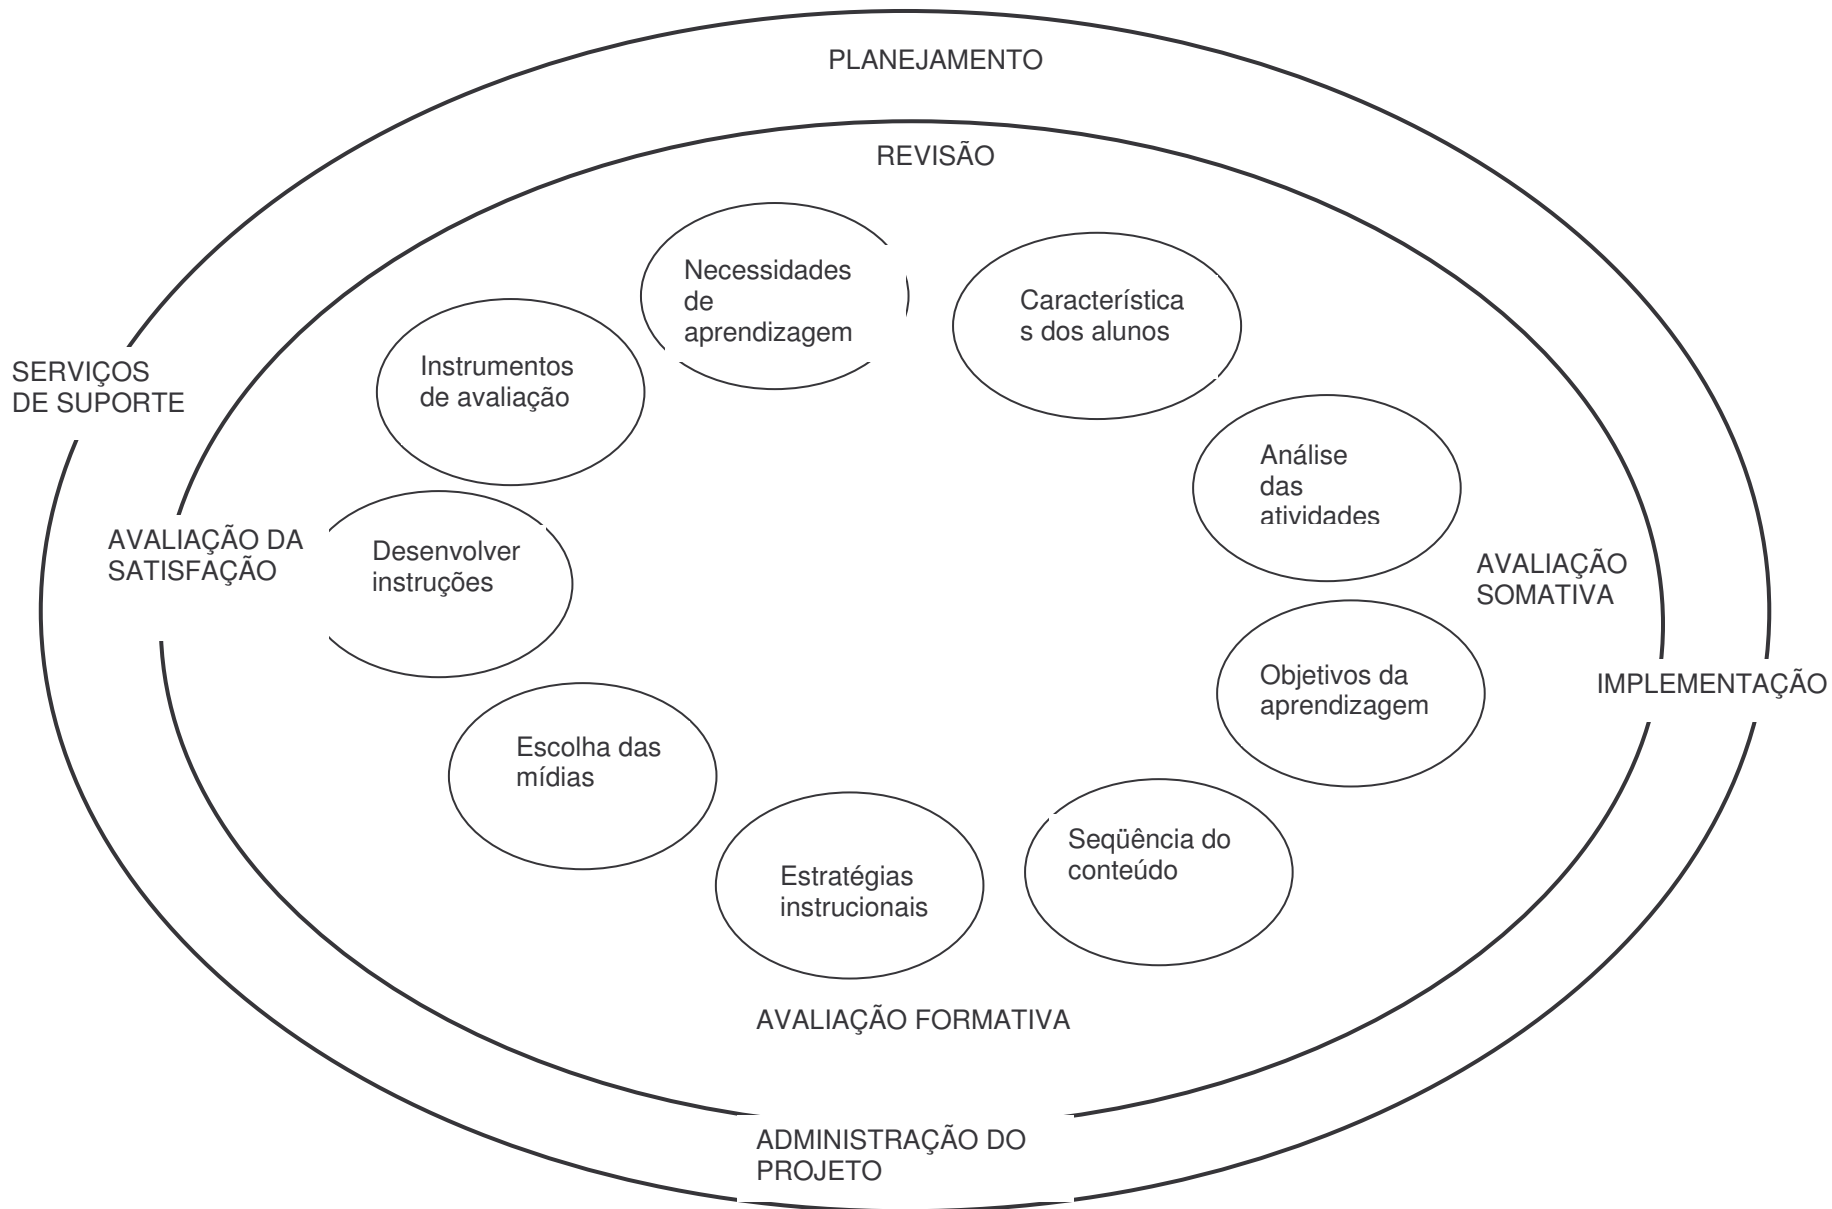 PLANEJAMENTO
REVISÃO
Necessidades
de
aprendizagem
Característica
s dos alunos
Instrumentos
de avaliação
SERVIÇOS
DE SUPORTE
Análise
das
atividades
AVALIAÇÃO DA
SATISFAÇÃO
Desenvolver
instruções
AVALIAÇÃO
SOMATIVA
Objetivos da
aprendizagem
IMPLEMENTAÇÃO
Escolha das
mídias
Seqüência do
conteúdo
Estratégias
instrucionais
AVALIAÇÃO FORMATIVA
ADMINISTRAÇÃO DO
PROJETO